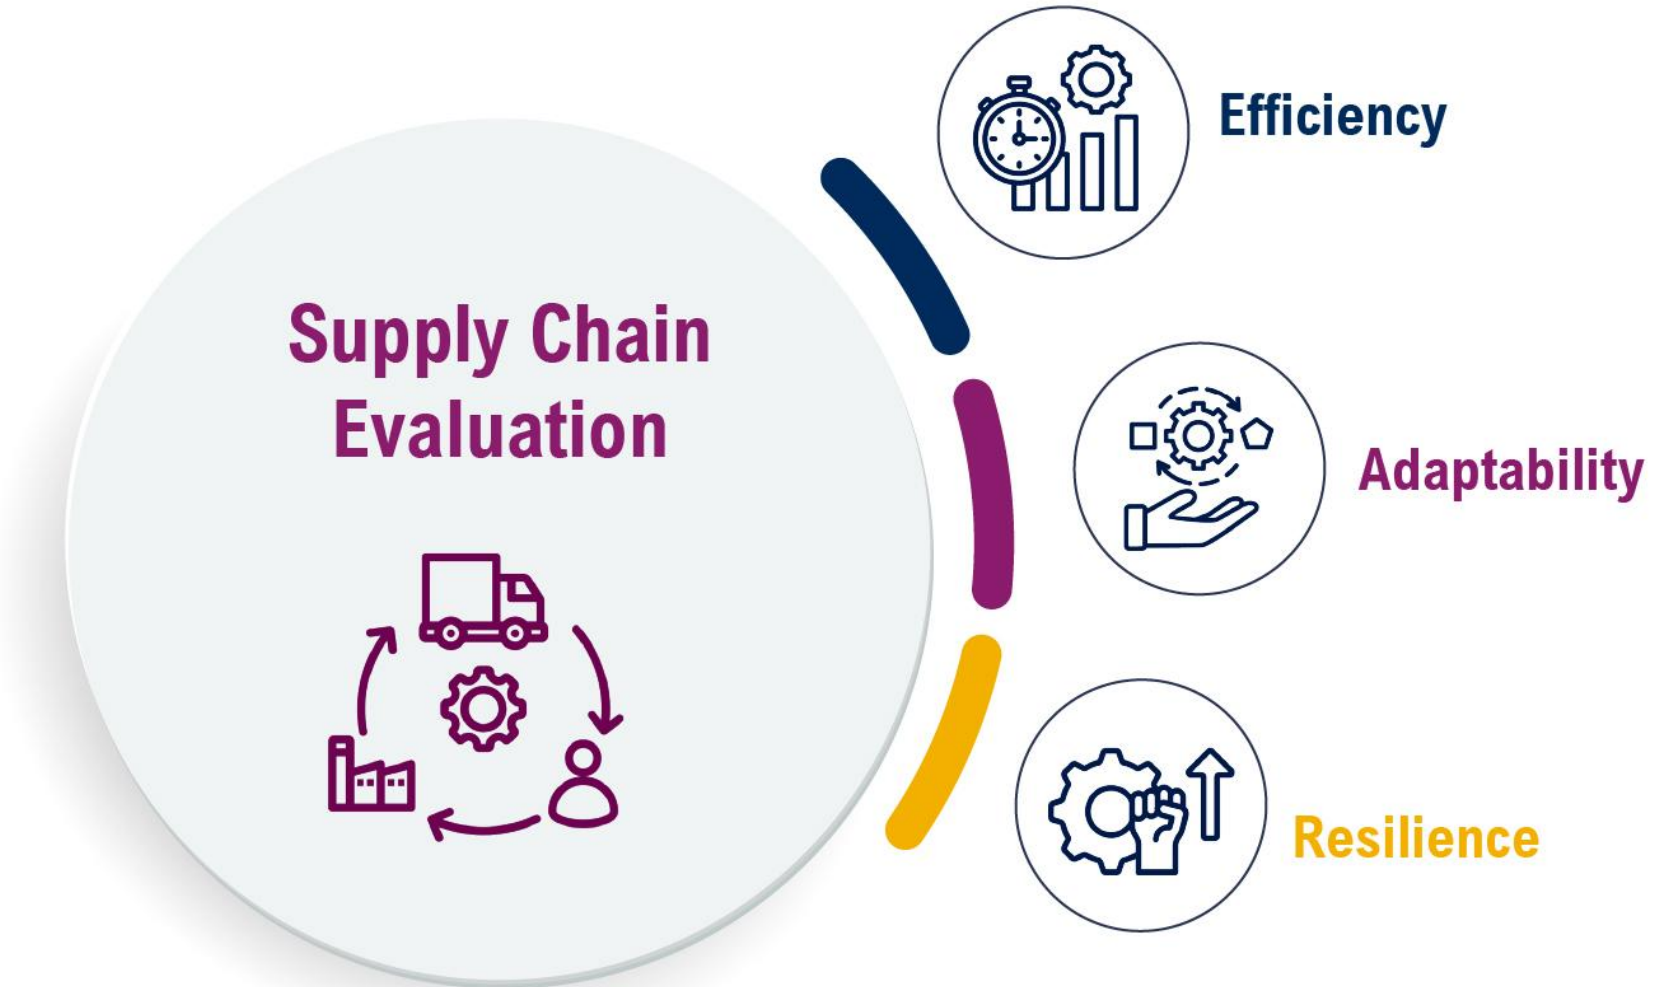 Supply Chain
Evaluation
Efficiency
Adaptability
Resilience